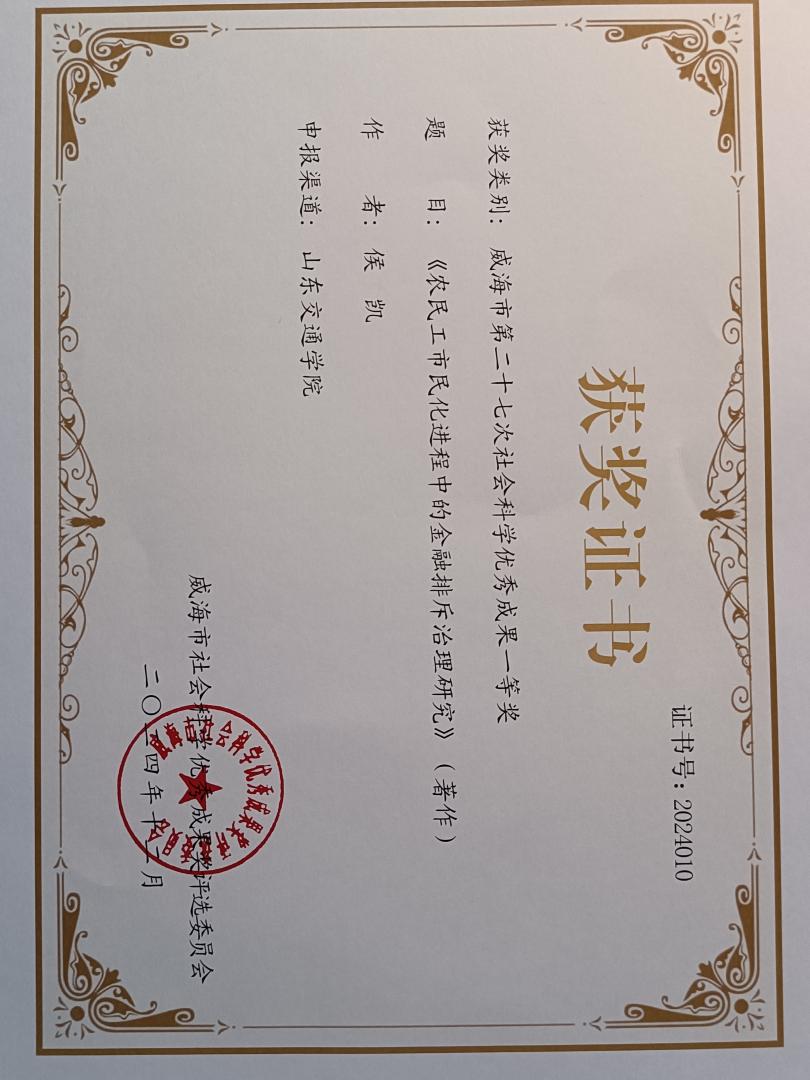 证书号：2024010
获奖证书
获奖类别：威海市第二十七次社会科学优秀成果一等奖
题 目：《农民工市民化进程中的金融排斥治理研究》（著作）
作 者：侯 凯
申报渠道：山东交通学院
威海市社会科学优秀成果奖评选委员会
二〇二四年十二月